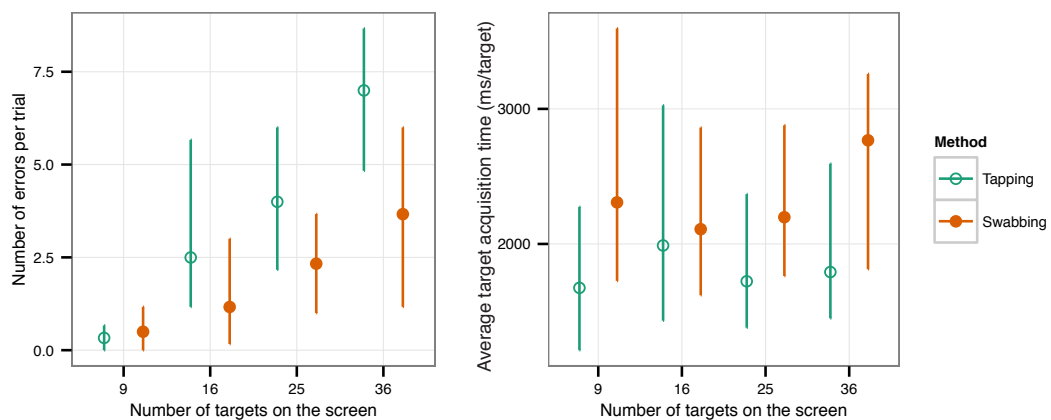 Number of errors per trial
7.5
5.0
2.5
0.0
9 16 25 36
Number of targets on the screen
Average target acquisition time (ms/target)
3000
2000
9 16 25 36
Number of targets on the screen
Method
Tapping
Swabbing